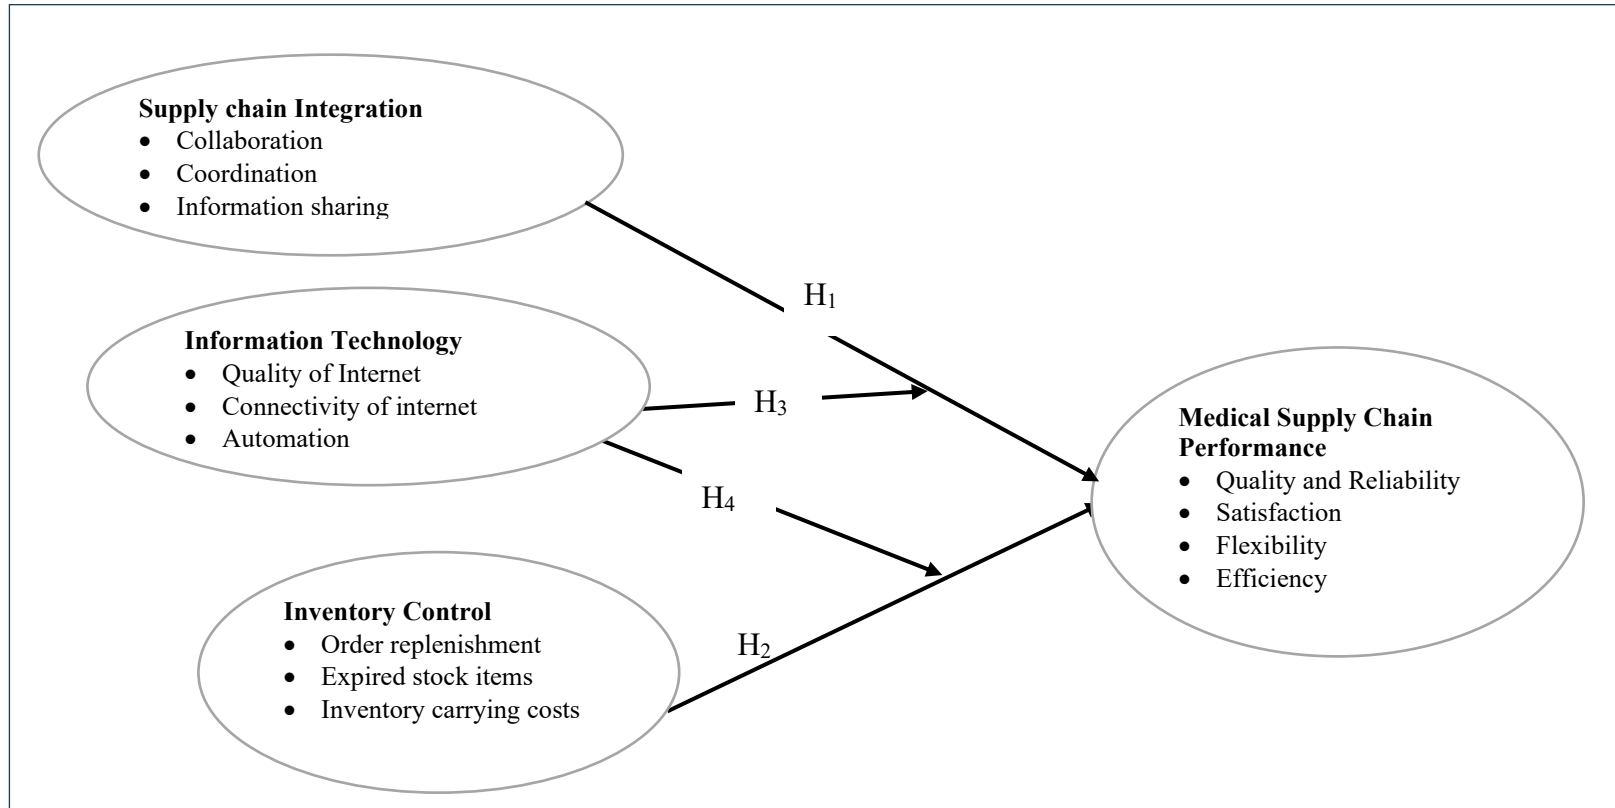 Supply chain Integration
• Collaboration
• Coordination
• Information sharing
H₁
Information Technology
• Quality of Internet
• Connectivity of internet
• Automation
H₃
H₄
Medical Supply Chain
Performance
• Quality and Reliability
• Satisfaction
• Flexibility
• Efficiency
Inventory Control
• Order replenishment
• Expired stock items
• Inventory carrying costs
H₂